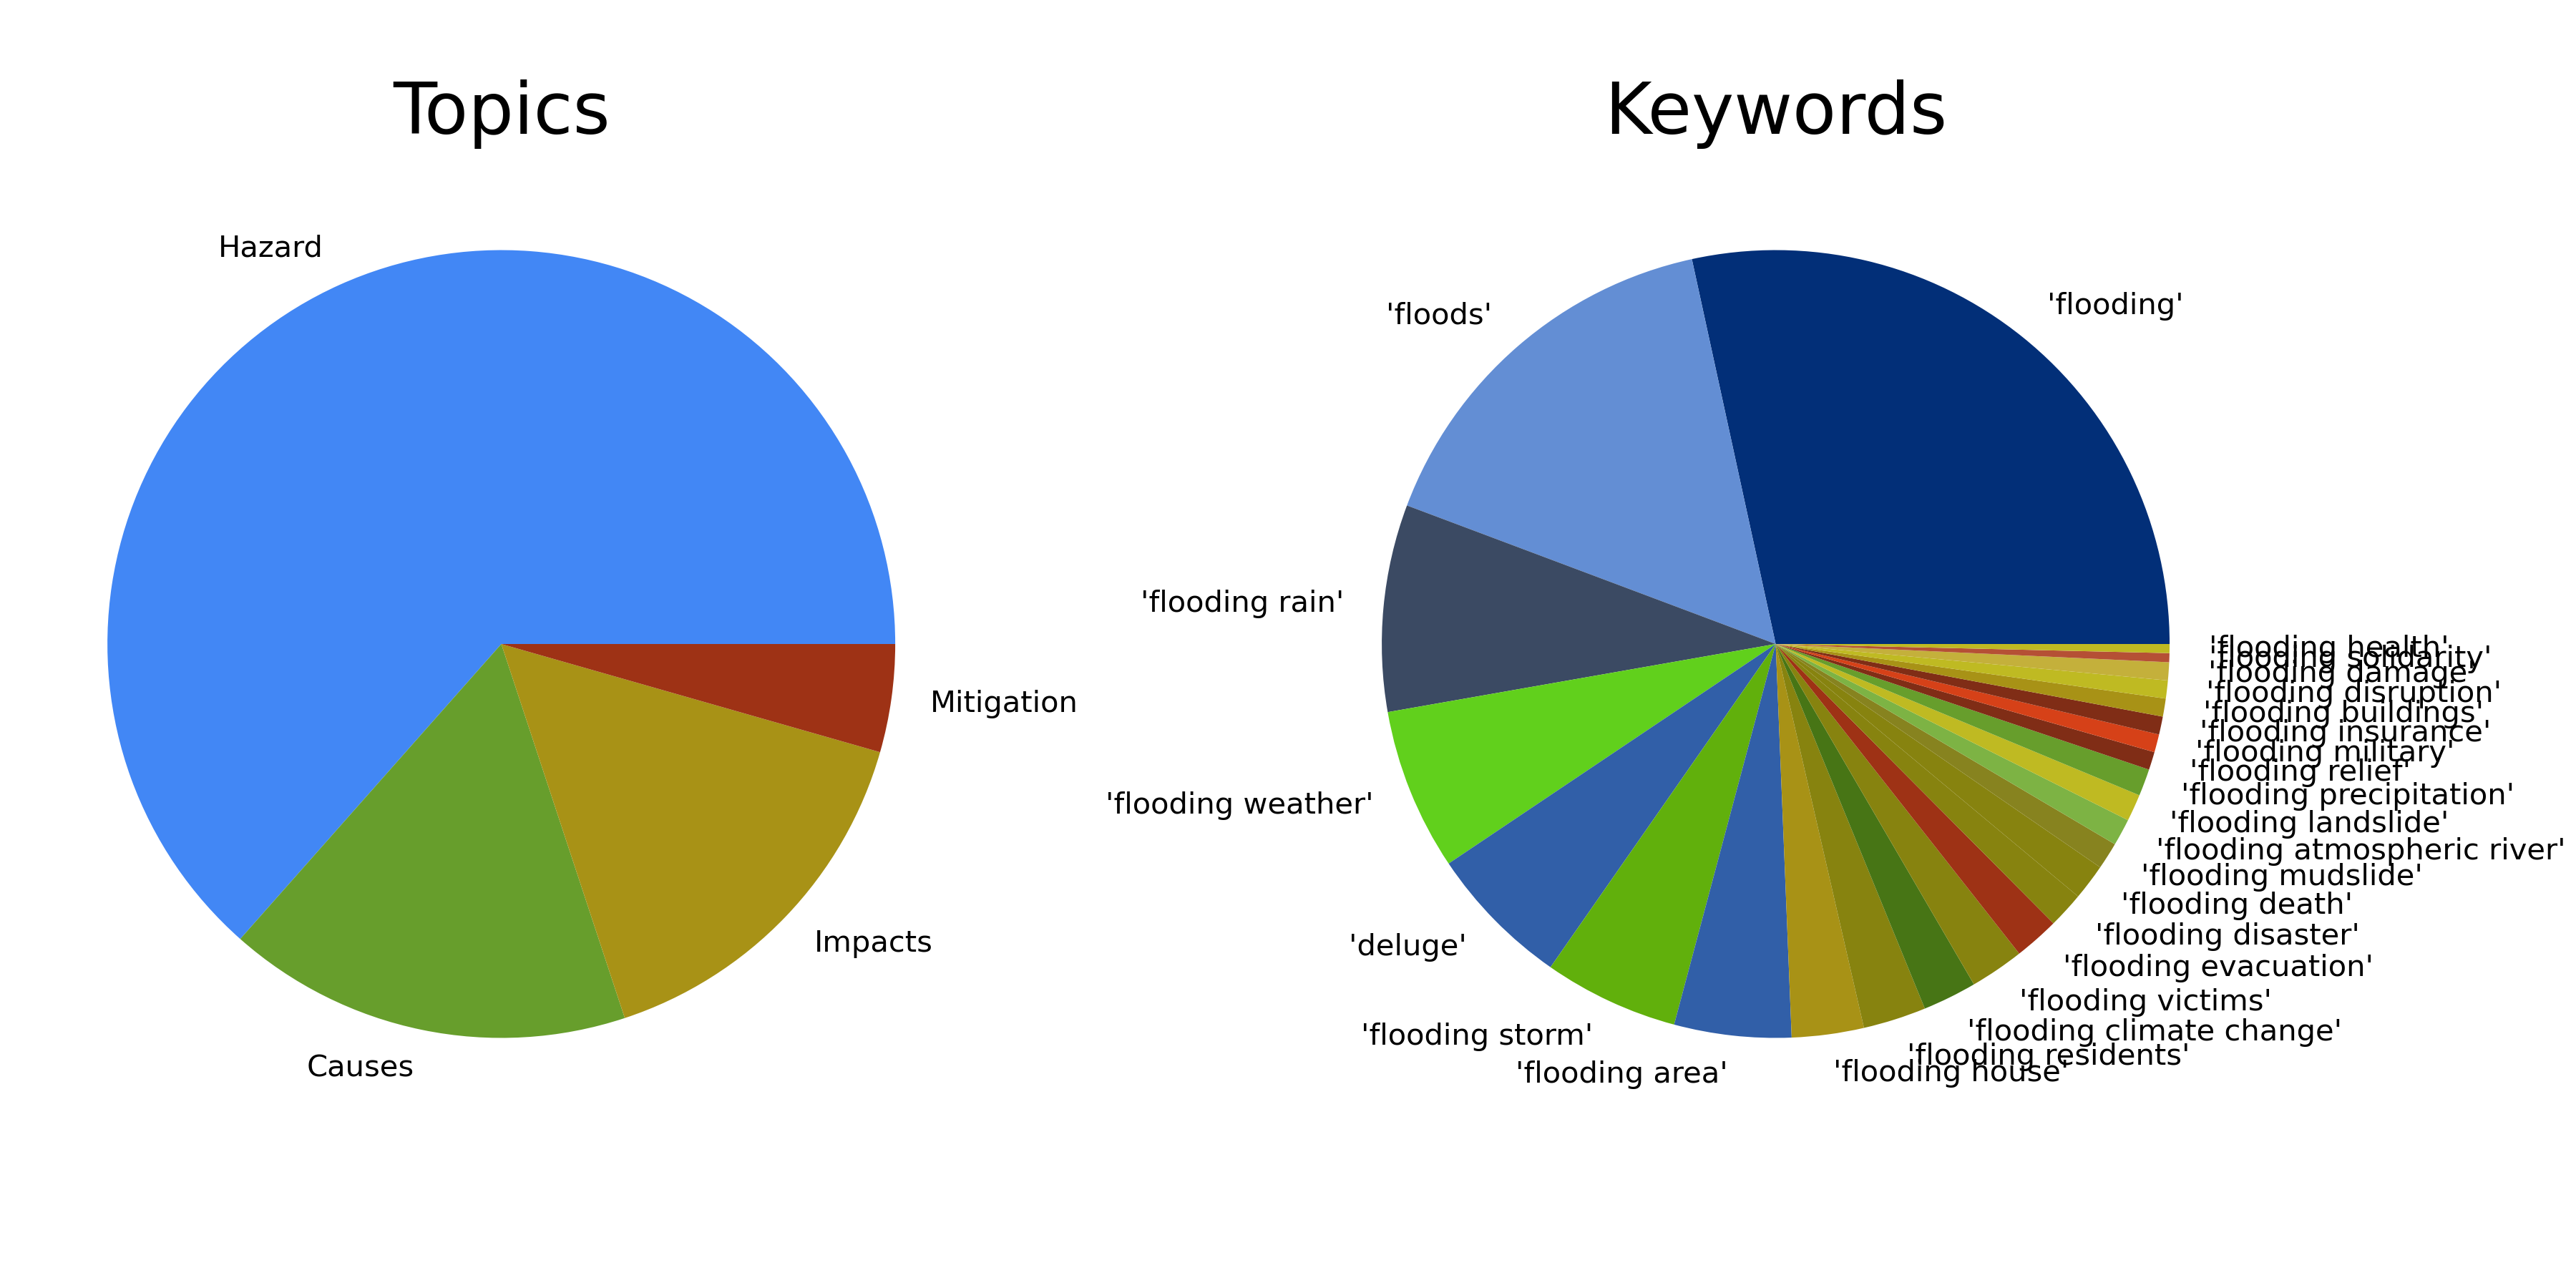 Topics
Hazard
Mitigation
Impacts
Causes
Keywords
'flooding'
'floods'
'flooding rain'
'flooding weather'
'deluge'
'flooding storm'
'flooding area'
'flooding house'
'flooding residents'
'flooding climate change'
'flooding victims'
'flooding evacuation'
'flooding disaster'
'flooding death'
'flooding mudslide'
'flooding atmospheric river'
'flooding landslide'
'flooding precipitation'
'flooding relief'
'flooding military'
'flooding insurance'
'flooding buildings'
'flooding disruption'
'flooding damage'
'flooding solidarity'
'flooding health'